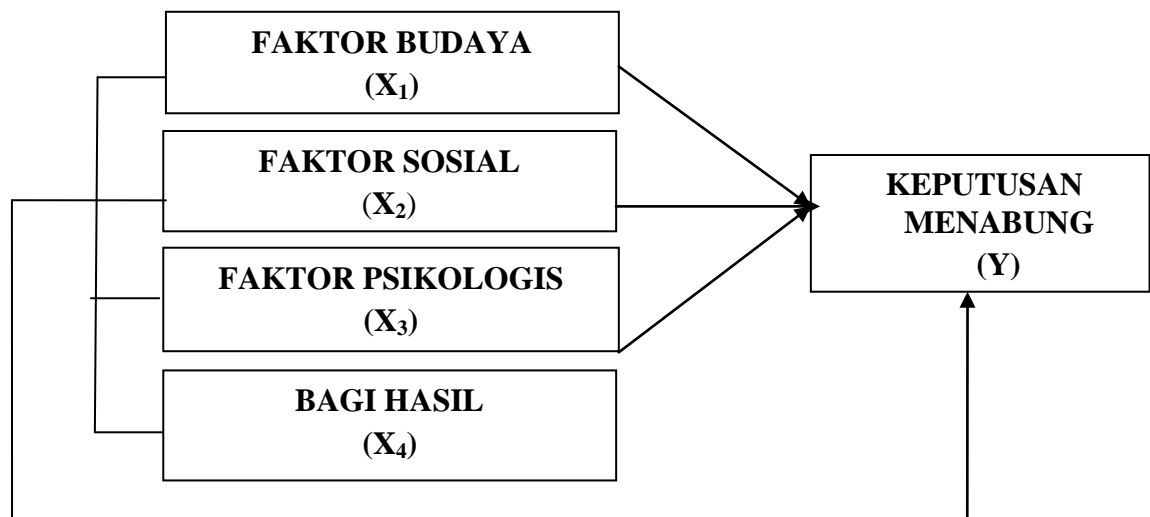 FAKTOR BUDAYA
(X₁)
FAKTOR SOSIAL
(X₂)
FAKTOR PSIKOLOGIS
(X₃)
BAGI HASIL
(X₄)
KEPUTUSAN
MENABUNG
(Y)